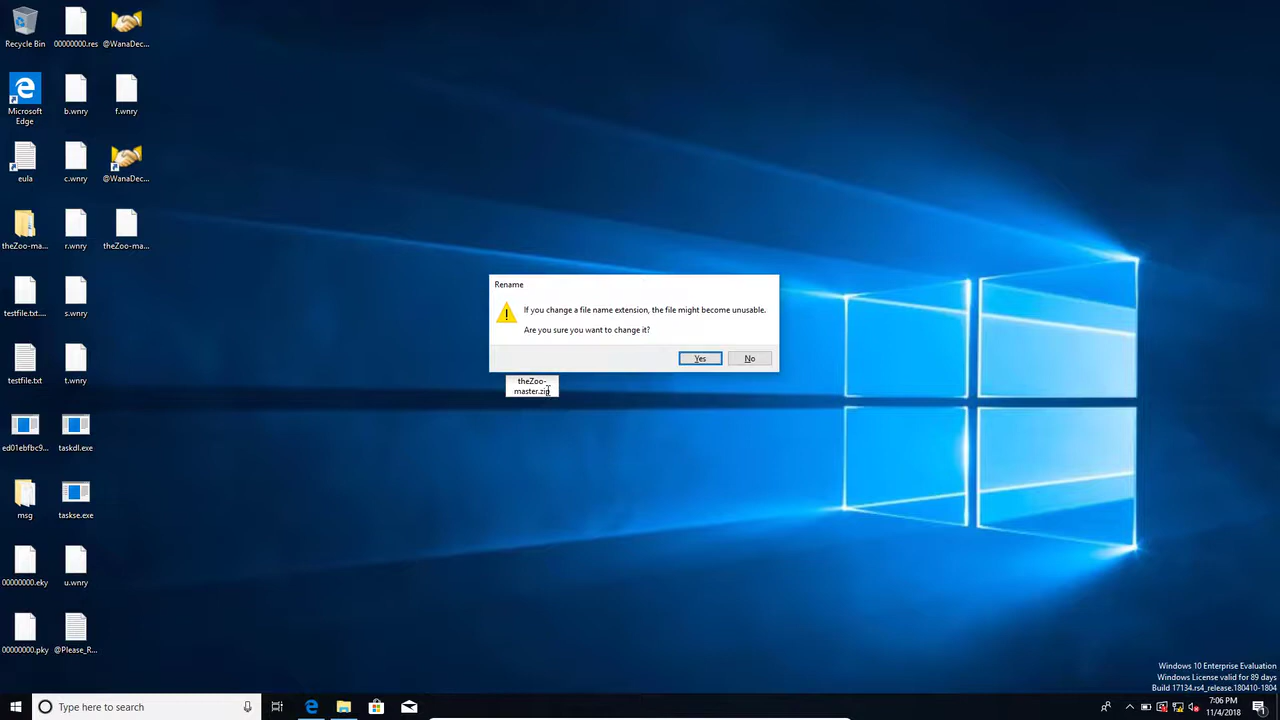 Recycle Bin
00000000.res
@WanaDec...
Microsoft
Edge
b.wnry
f.wnry
eula
c.wnry
@WanaDec...
theZoo-ma...
r.wnry
theZoo-ma...
testfile.txt....
s.wnry
testfile.txt
t.wnry
ed01ebfbc9...
taskdl.exe
msg
taskse.exe
00000000.eky
u.wnry
00000000.pky
@Please_R...
Rename
If you change a file name extension, the file might become unusable.
Are you sure you want to change it?
Yes
No
theZoo-
master.zip
Windows 10 Enterprise Evaluation
Windows License valid for 89 days
Build 17134.rs4_release.180410-1804
Type here to search
7:06 PM
11/4/2018
1